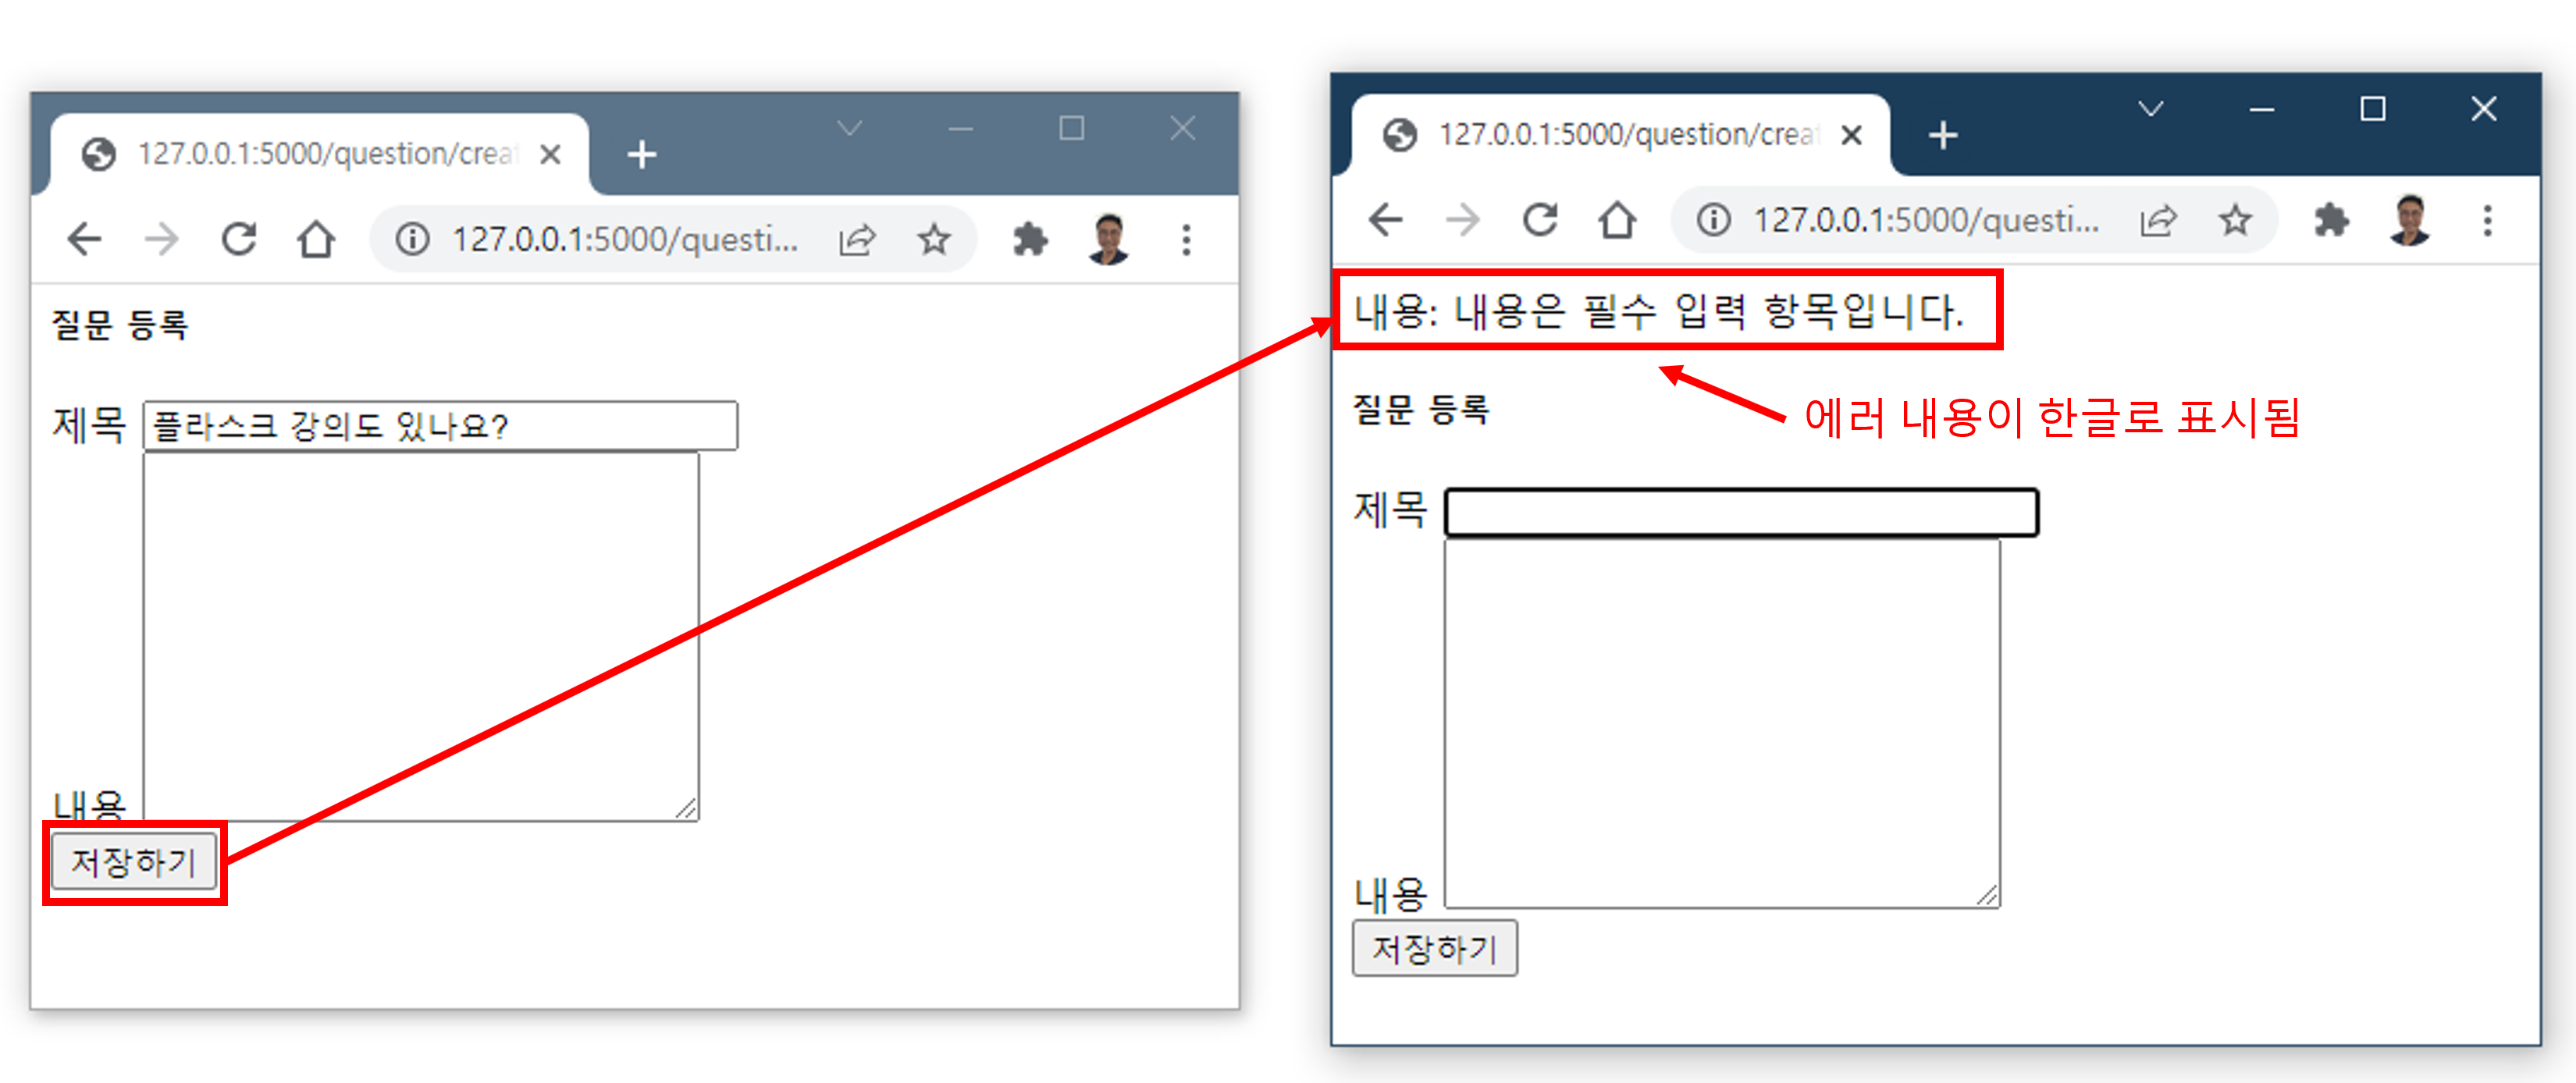 127.0.0.1:5000/question/creat
127.0.0.1:5000/questi...
질문 등록
제목 플라스크 강의도 있나요?
내용
저장하기
127.0.0.1:5000/question/creat
127.0.0.1:5000/questi...
내용: 내용은 필수 입력 항목입니다.
에러 내용이 한글로 표시됨
질문 등록
제목
내용
저장하기